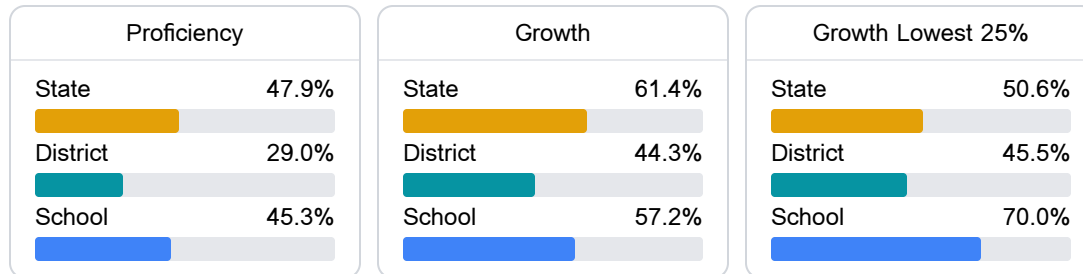 Proficiency
State 47.9%
District 29.0%
School 45.3%
Growth
State 61.4%
District 44.3%
School 57.2%
Growth Lowest 25%
State 50.6%
District 45.5%
School 70.0%